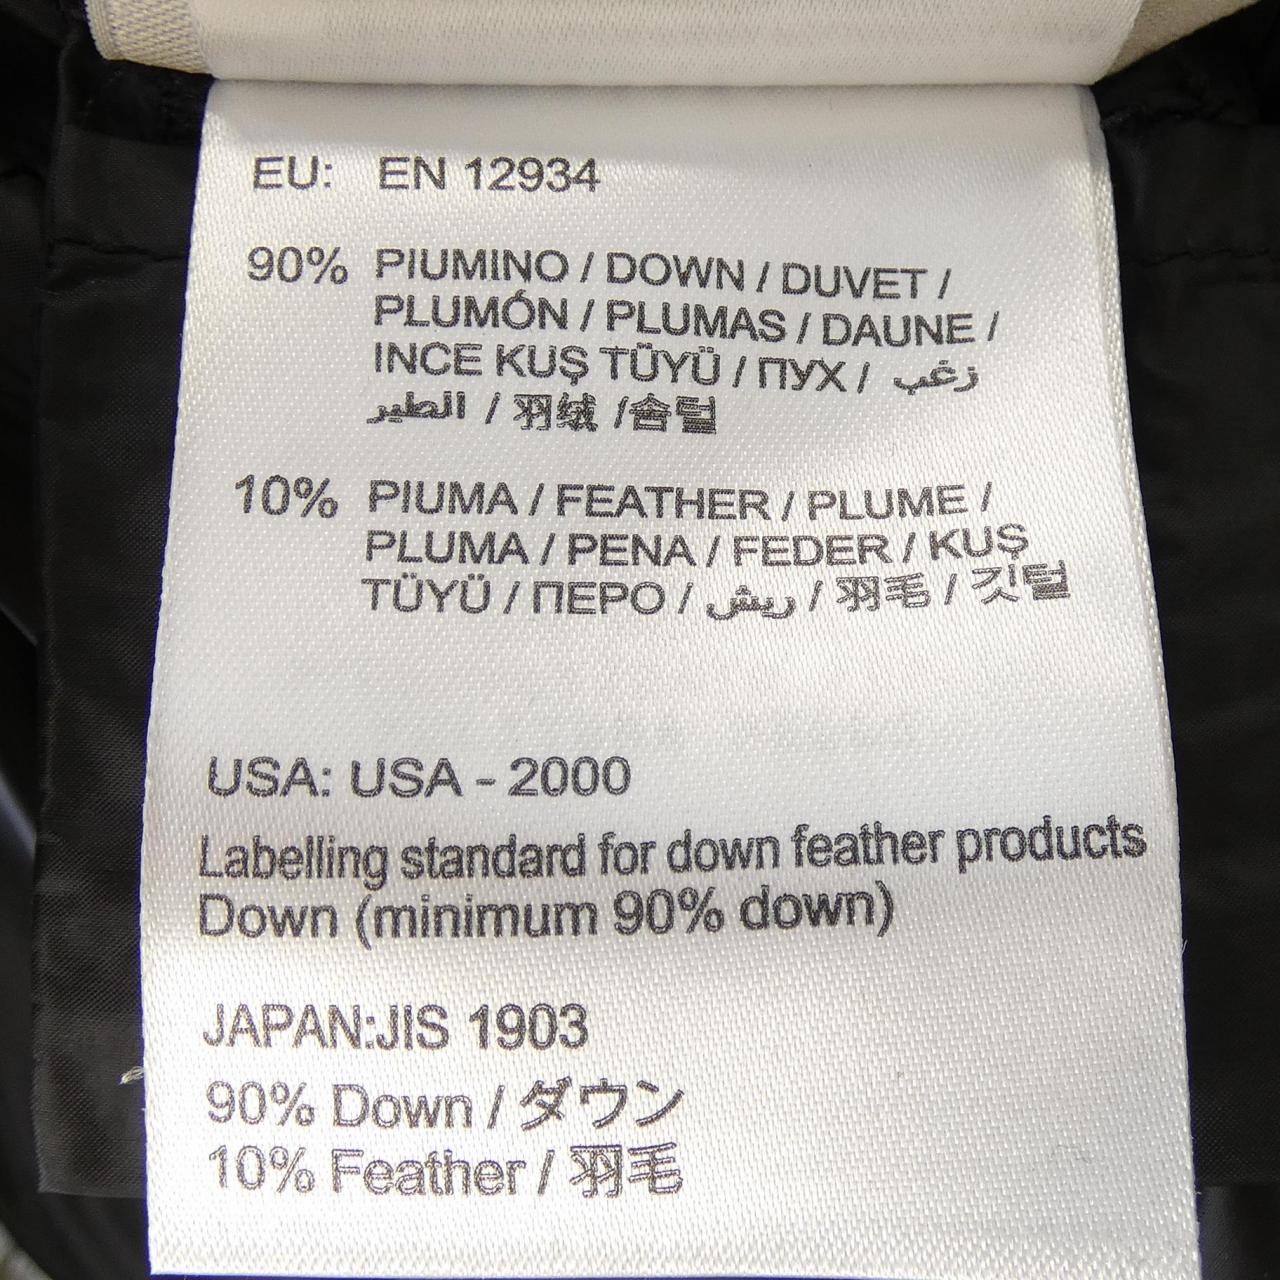 EU: EN 12934
90% PIUMINO / DOWN / DUVET /
PLUMÓN / PLUMAS / DAUNE /
INCE KUŞ TÜYÜ / ПУХ / زغب
الطير / 羽绒 /솜털
10% PIUMA / FEATHER / PLUME /
PLUMA / PENA / FEDER / KUŞ
TÜYÜ / ПЕРО / ريش / 羽毛 / 깃털
USA: USA - 2000
Labelling standard for down feather products
Down (minimum 90% down)
JAPAN:JIS 1903
90% Down / ダウン
10% Feather / 羽毛